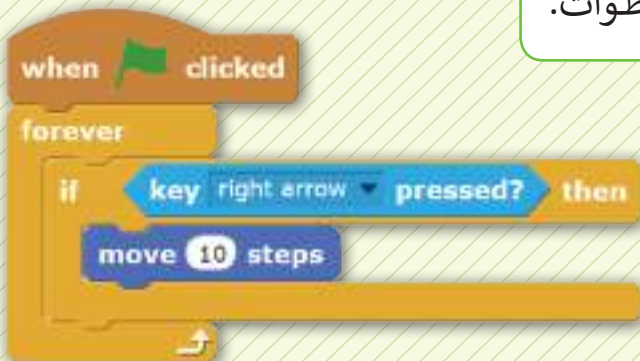 طوات.
when clicked
forever
if key right arrow pressed? then
move 10 steps